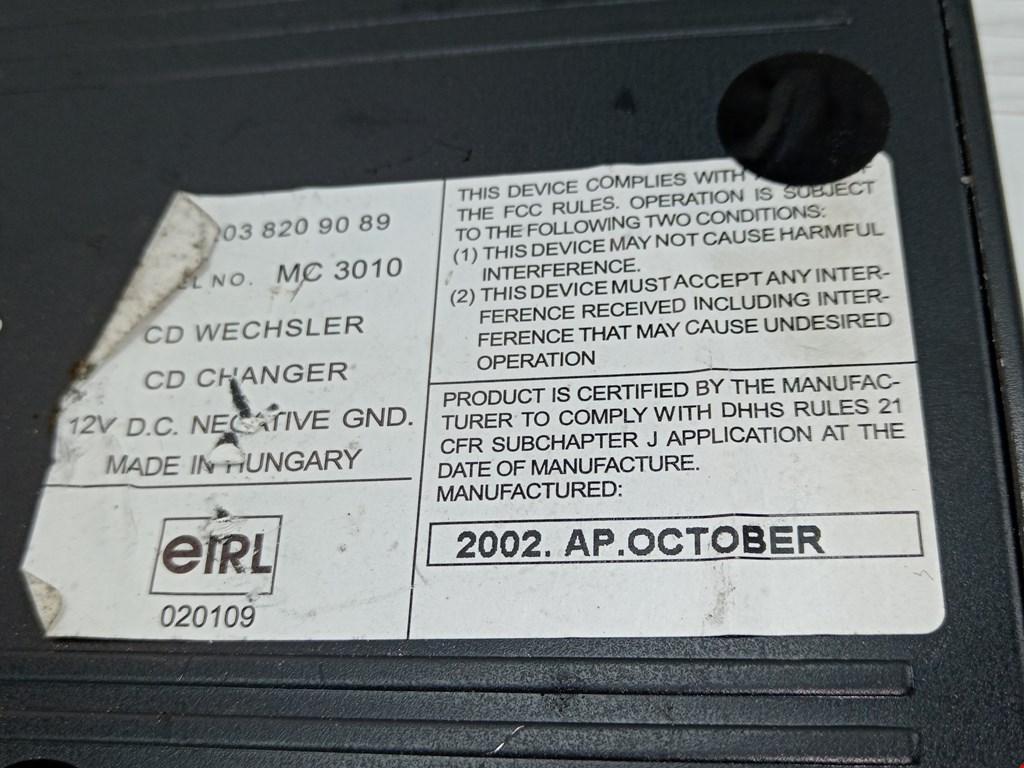 03 820 90 89
L NO. MC 3010
CD WECHSLER
CD CHANGER
12V D.C. NEGATIVE GND.
MADE IN HUNGARY
eTRL
020109
THIS DEVICE COMPLIES WITH
THE FCC RULES. OPERATION IS SUBJECT
TO THE FOLLOWING TWO CONDITIONS:
(1) THIS DEVICE MAY NOT CAUSE HARMFUL
INTERFERENCE.
(2) THIS DEVICE MUST ACCEPT ANY INTER-
FERENCE RECEIVED INCLUDING INTER-
FERENCE THAT MAY CAUSE UNDESIRED
OPERATION
PRODUCT IS CERTIFIED BY THE MANUFAC-
TURER TO COMPLY WITH DHHS RULES 21
CFR SUBCHAPTER J APPLICATION AT THE
DATE OF MANUFACTURE.
MANUFACTURED:
2002. AP.OCTOBER